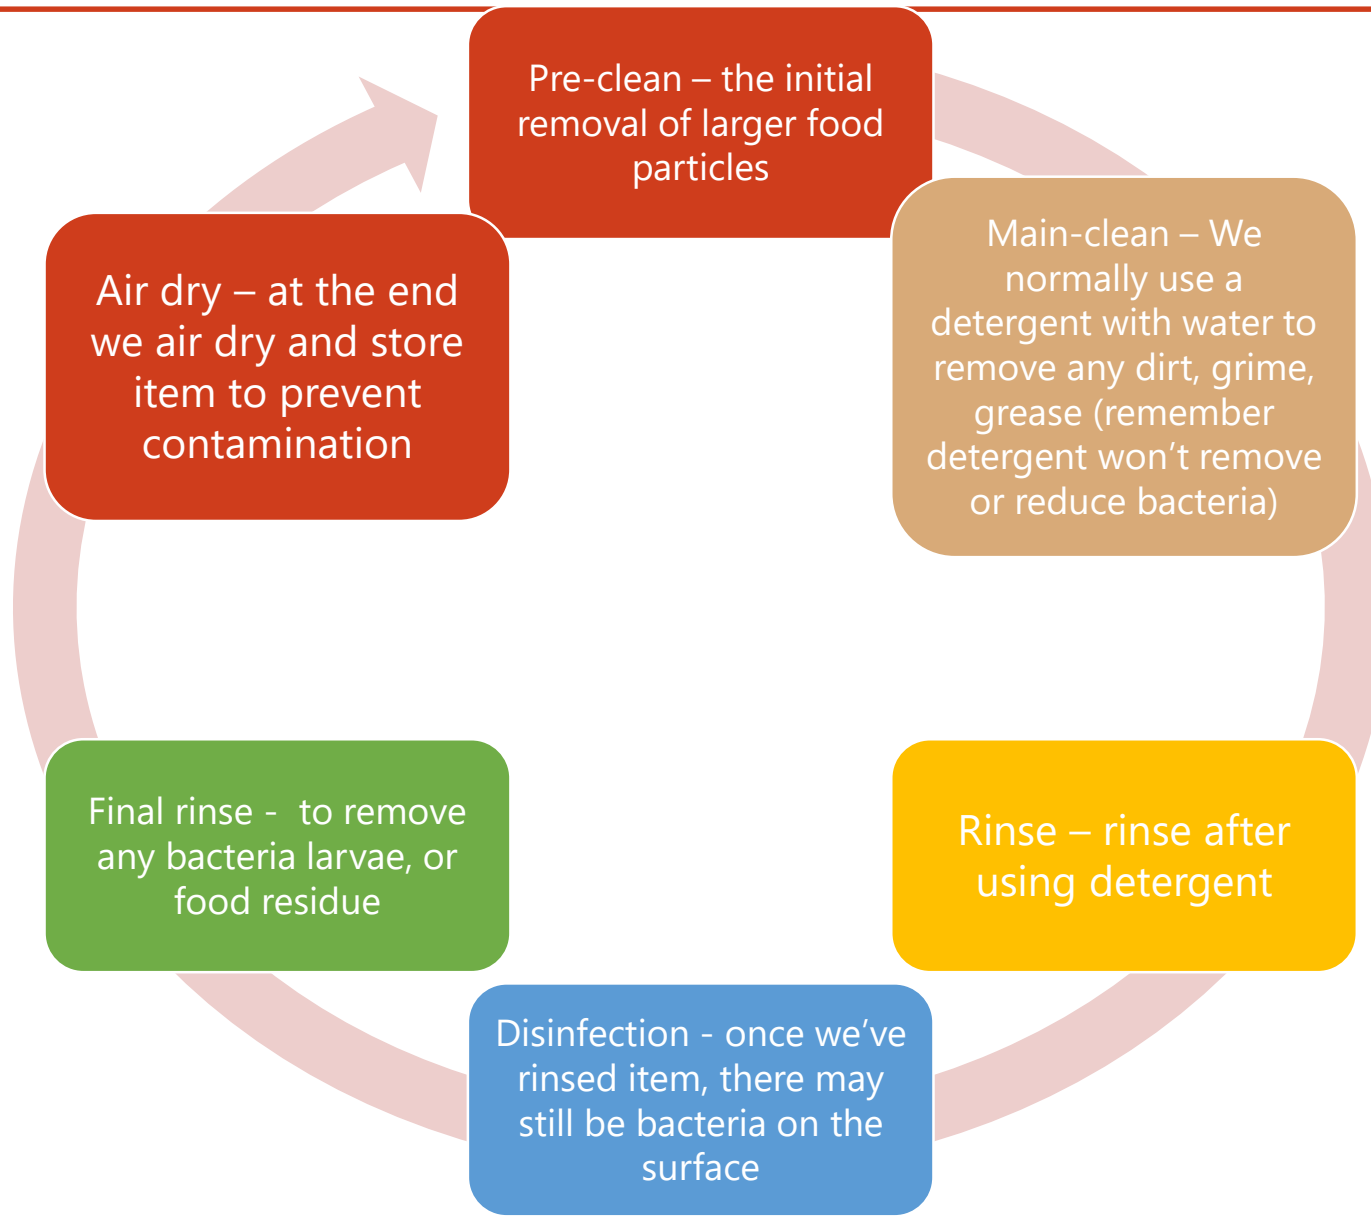 Pre-clean – the initial
removal of larger food
particles
Main-clean – We
normally use a
detergent with water to
remove any dirt, grime,
grease (remember
detergent won’t remove
or reduce bacteria)
Rinse – rinse after
using detergent
Disinfection - once we’ve
rinsed item, there may
still be bacteria on the
surface
Final rinse -  to remove
any bacteria larvae, or
food residue
Air dry – at the end
we air dry and store
item to prevent
contamination